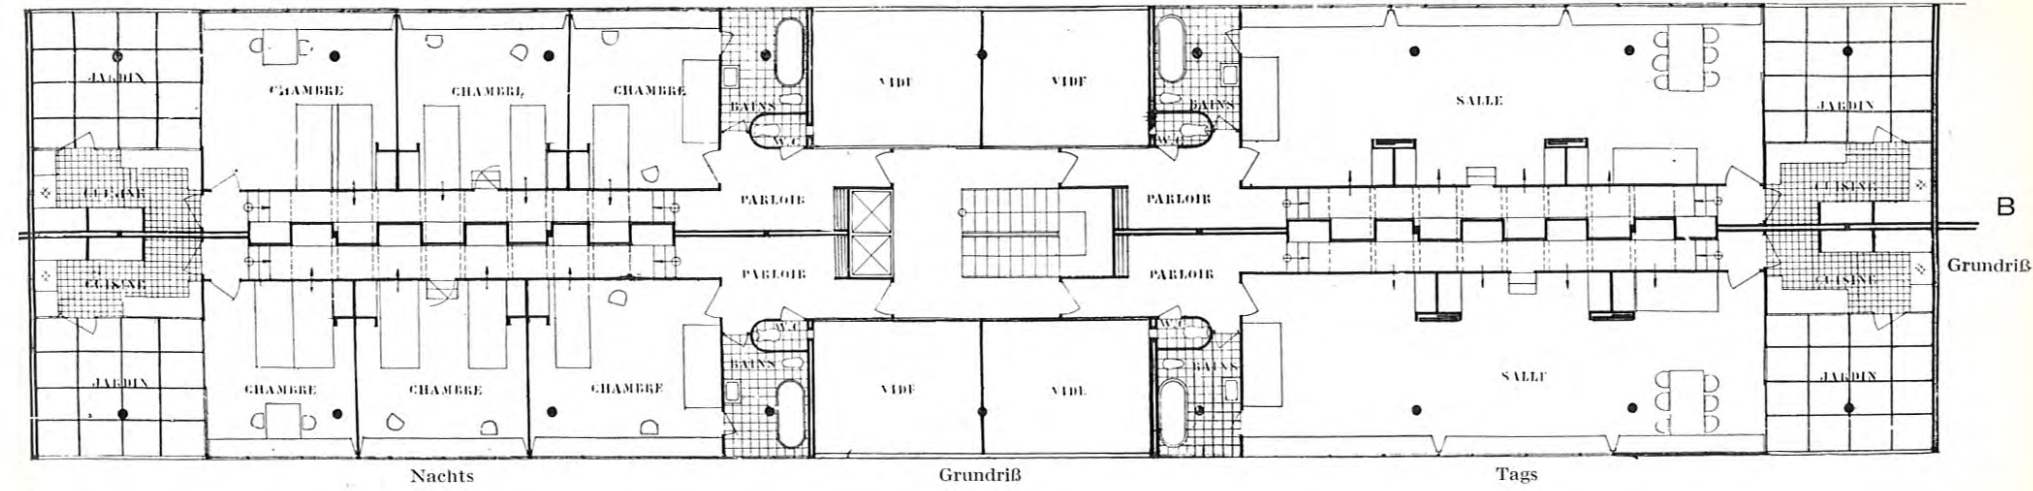 JARDIN
CHAMBRE
CHAMBRE
CHAMBRE
BAINS
W.C
VIDE
VIDE
BAINS
W.C
SALLE
JARDIN
CUISINE
PARLOIR
PARLOIR
CUISINE
B
CUISINE
PARLOIR
PARLOIR
CUISINE
Grundriß
JARDIN
CHAMBRE
CHAMBRE
CHAMBRE
W.C
BAINS
VIDE
VIDE
W.C
BAINS
SALLE
JARDIN
Nachts
Grundriß
Tags